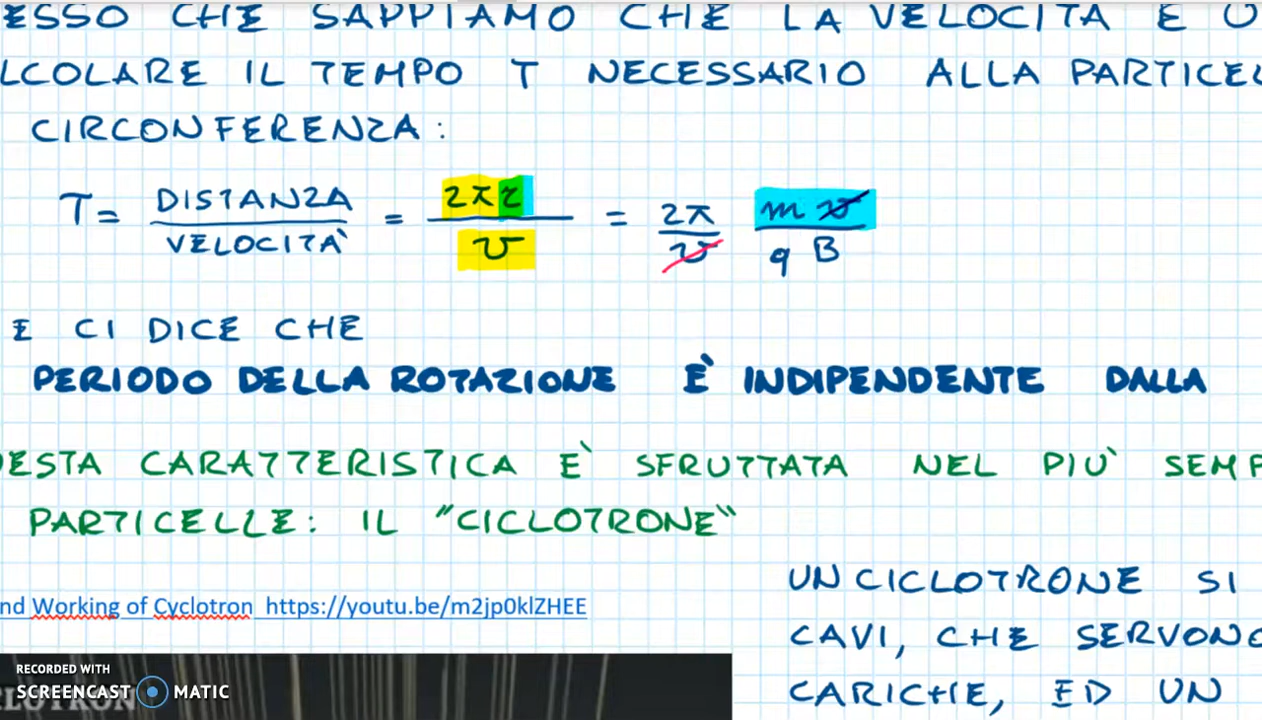 ESSO CHE SAPPIAMO CHE LA VELOCITÀ È
LCOLARE IL TEMPO T NECESSARIO ALLA PARTICEL
CIRCONFERENZA:
T = DISTANZA / VELOCITÀ = 2πr / v = 2π / v m v / q B
E CI DICE CHE
PERIODO DELLA ROTAZIONE È INDIPENDENTE DALLA
ESTA CARATTERISTICA È SFRUTTATA NEL PIÙ SEMP
PARTICELLE: IL "CICLOTRONE"
nd Working of Cyclotron https://youtu.be/m2jp0klZHEE
UN CICLOTRONE SI
CAVI, CHE SERVONO
CARICHE, ED UN
RECORDED WITH
SCREENCAST MATIC